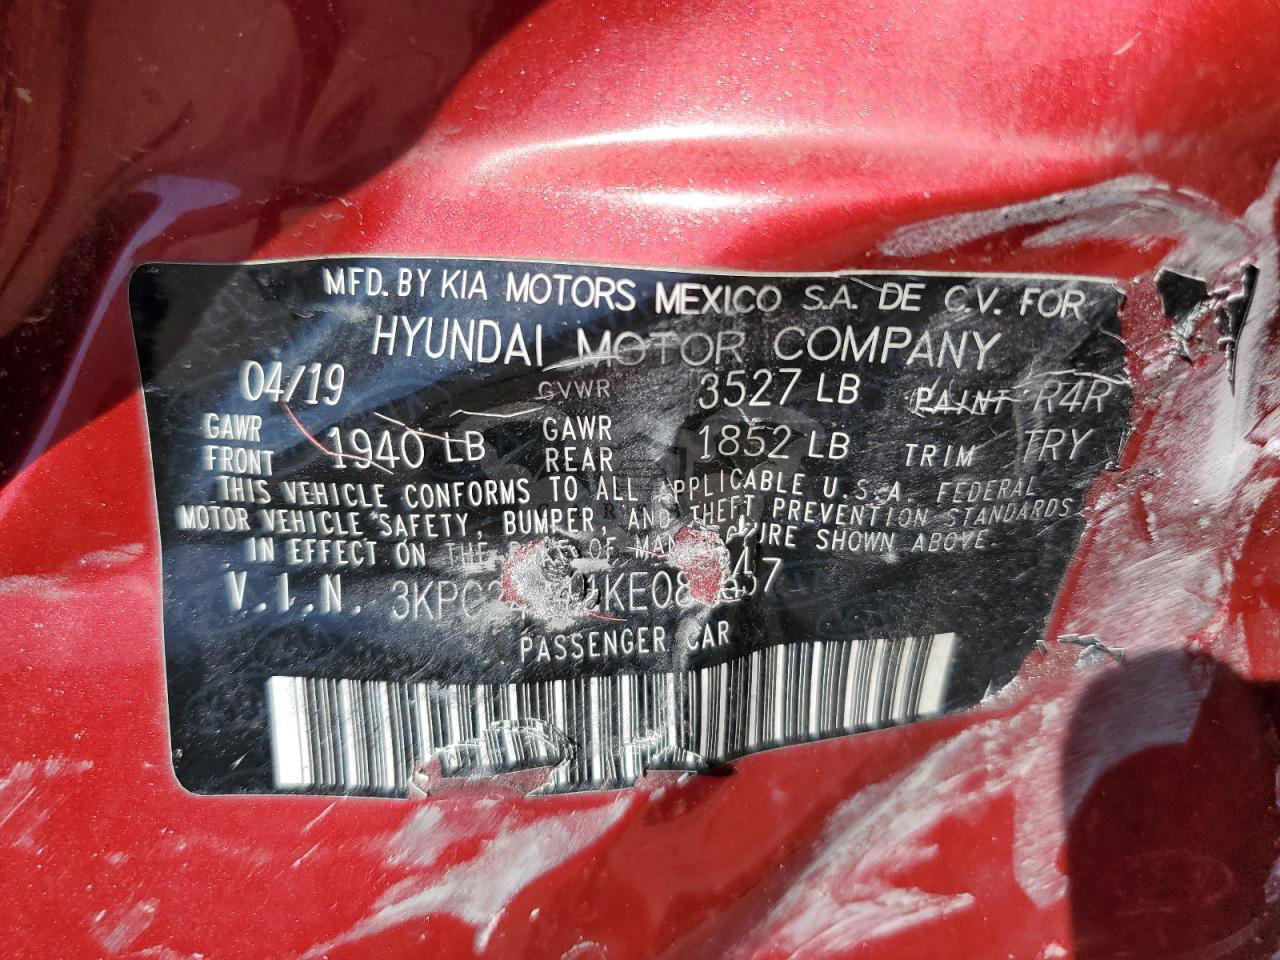 MFD. BY KIA MOTORS MEXICO S.A. DE C.V. FOR
HYUNDAI MOTOR COMPANY
04/19 GVWR 3527 LB PAINT R4R
GAWR FRONT 1940 LB GAWR REAR 1852 LB TRIM TRY
THIS VEHICLE CONFORMS TO ALL APPLICABLE U.S.A. FEDERAL
MOTOR VEHICLE SAFETY, BUMPER, AND THEFT PREVENTION STANDARDS
IN EFFECT ON THE OF SHOWN ABOVE.
V.I.N.
PASSENGER CAR